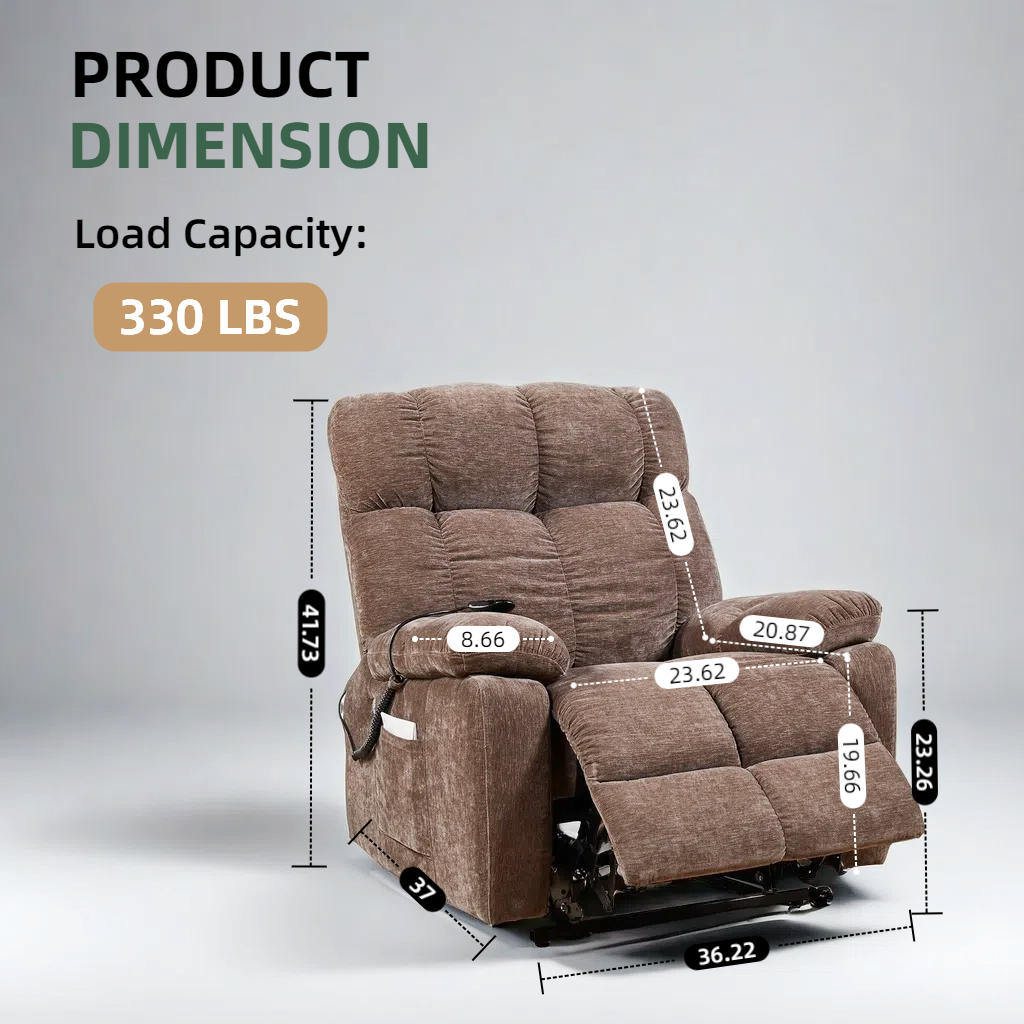 PRODUCT
DIMENSION
Load Capacity:
330 LBS
23.62
41.73
8.66
20.87
23.62
19.66
23.26
37
36.22